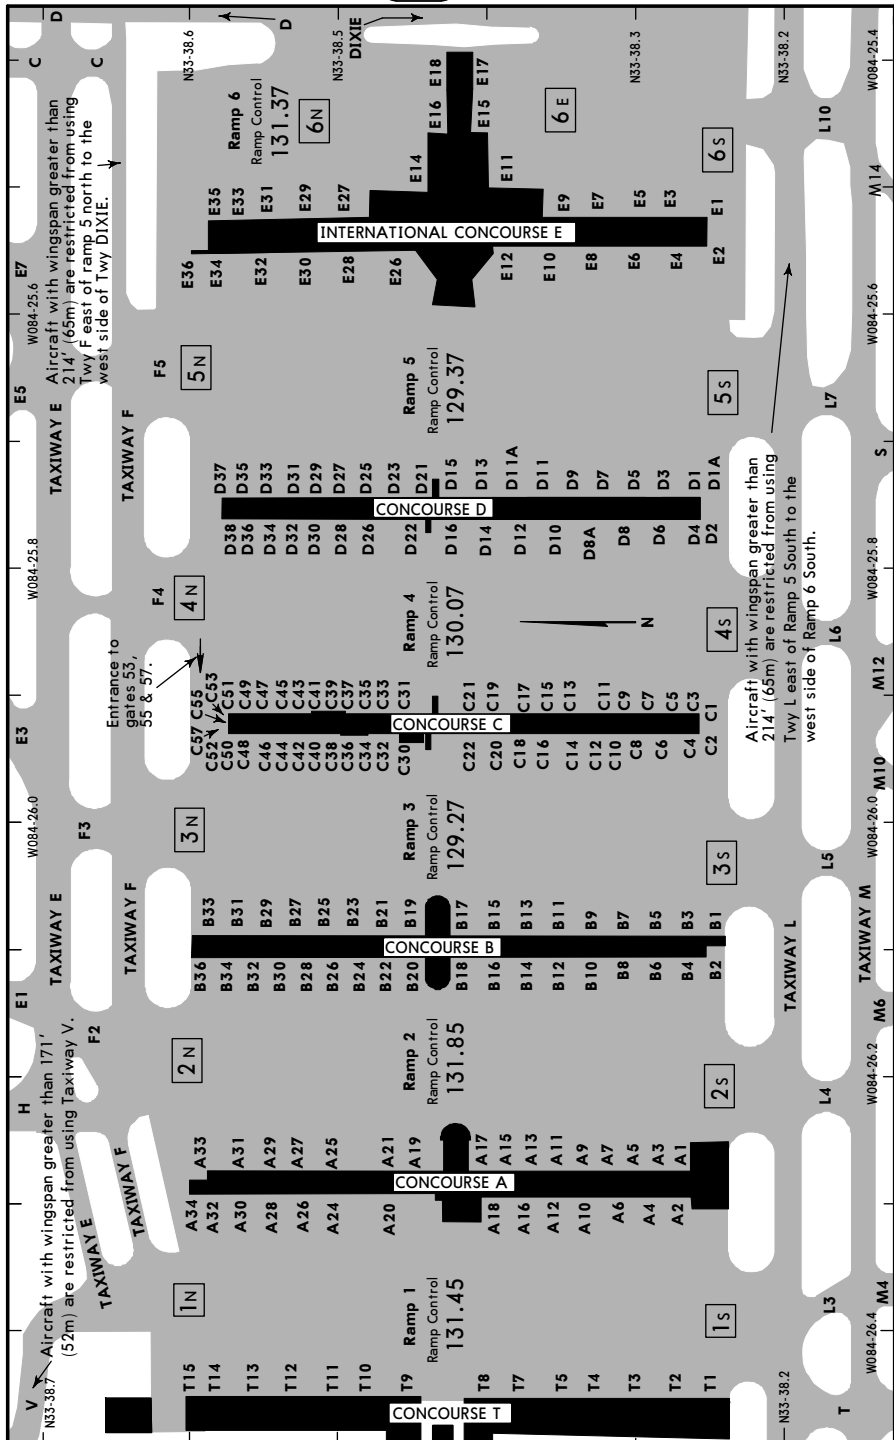 V
N33-38.7
Aircraft with wingspan greater than 171'
(52m) are restricted from using Taxiway V.
H
E1
W084-26.0
E3
W084-25.8
E5
W084-25.6
E7
C
D
C
TAXIWAY E
TAXIWAY F
F2
TAXIWAY E
TAXIWAY F
F3
TAXIWAY E
TAXIWAY F
F4
F5
Entrance to
gates 53,
55 & 57.
Aircraft with wingspan greater than
214' (65m) are restricted from using
Twy F east of ramp 5 north to the
west side of Twy DIXIE.
N33-38.6
D
N33-38.5
DIXIE
N33-38.3
N33-38.2
W084-25.4
1N
2N
3N
4N
5N
6N
6E
T15
T14
T13
T12
T11
T10
T9
T8
T7
T5
T4
T3
T2
T1
CONCOURSE T
Ramp 1
Ramp Control
131.45
A34
A32
A30
A28
A26
A24
A20
A18
A16
A12
A10
A6
A4
A2
CONCOURSE A
A33
A31
A29
A27
A25
A21
A19
A17
A15
A13
A11
A9
A7
A5
A3
A1
Ramp 2
Ramp Control
131.85
B36
B34
B32
B30
B28
B26
B24
B22
B20
B18
B16
B14
B12
B10
B8
B6
B4
B2
CONCOURSE B
B33
B31
B29
B27
B25
B23
B21
B19
B17
B15
B13
B11
B9
B7
B5
B3
B1
Ramp 3
Ramp Control
129.27
C57
C52
C50
C48
C46
C44
C42
C40
C38
C36
C34
C32
C30
C22
C20
C18
C16
C14
C12
C10
C8
C6
C4
C2
CONCOURSE C
C55
C53
C51
C49
C47
C45
C43
C41
C39
C37
C35
C33
C31
C21
C19
C17
C15
C13
C11
C9
C7
C5
C3
C1
Ramp 4
Ramp Control
130.07
N
D38
D36
D34
D32
D30
D28
D26
D22
D16
D14
D12
D10
D8A
D8
D6
D4
D2
CONCOURSE D
D37
D35
D33
D31
D29
D27
D25
D23
D21
D15
D13
D11A
D11
D9
D7
D5
D3
D1
D1A
Ramp 5
Ramp Control
129.37
E36
E34
E32
E30
E28
E26
E12
E10
E8
E6
E4
E2
INTERNATIONAL CONCOURSE E
E35
E33
E31
E29
E27
E14
E16
E18
E17
E15
E11
E9
E7
E5
E3
E1
Ramp 6
Ramp Control
131.37
1S
2S
3S
4S
5S
6S
Aircraft with wingspan greater than
214' (65m) are restricted from using
Twy L east of Ramp 5 South to the
west side of Ramp 6 South.
N33-38.2
TAXIWAY L
T
L3
L4
L5
L6
L7
L10
W084-26.4
M4
W084-26.2
M6
TAXIWAY M
W084-26.0
M10
M12
W084-25.8
S
W084-25.6
M14